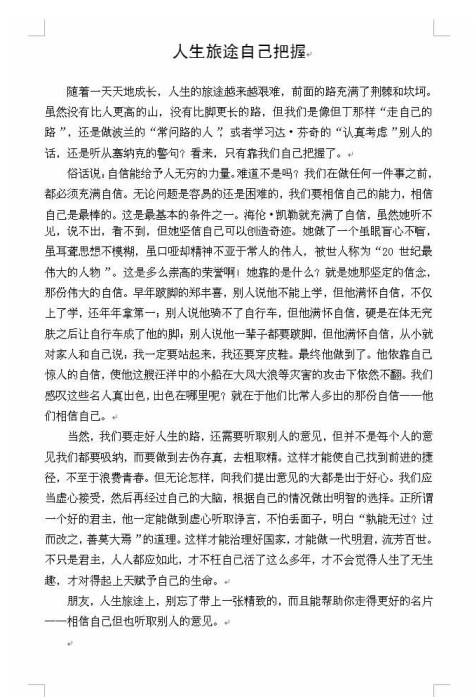 人生旅途自己把握
随着一天天地成长，人生的旅途越来越艰难，前面的路充满了荆棘和坎坷。
虽然没有比人更高的山，没有比脚更长的路，但我们是像但丁那样“走自己的
路”，还是做波兰的“常问路的人”，或者学习达·芬奇的“认真考虑”别人的
话，还是听从塞纳克的警句？看来，只有靠我们自己把握了。
俗话说，自信能给予人无穷的力量。难道不是吗？我们在做任何一件事之前，
都必须充满自信。无论问题是容易的还是困难的，我们要相信自己的能力，相信
自己是最棒的。这是最基本的条件之一。海伦·凯勒就充满了自信，虽然她听不
见，说不出，看不到，但她坚信自己可以创造奇迹。她做了一个虽眼盲心不瞎，
虽耳聋思想不模糊，虽口哑却精神不亚于常人的伟人，被世人称为“20 世纪最
伟大的人物”。这是多么崇高的荣誉啊！她靠的是什么？就是她那坚定的信念，
那份伟大的自信。早年跛脚的郑丰喜，别人说他不能上学，但他满怀自信，不仅
上了学，还年年拿第一；别人说他骑不了自行车，但他满怀自信，硬是在体无完
肤之后让自行车成了他的脚；别人说他一辈子都要跛脚，但他满怀自信，从小就
对家人和自己说，我一定要站起来，我还要穿皮鞋。最终他做到了。他依靠自己
惊人的自信，使他这艘汪洋中的小船在大风大浪等灾害的攻击下依然不翻。我们
感叹这些名人真出色，出色在哪里呢？就在于他们比常人多出的那份自信——他
们相信自己。
当然，我们要走好人生的路，还需要听取别人的意见，但并不是每个人的意
见我们都要吸纳，而要做到去伪存真，去粗取精。这样才能使自己找到前进的捷
径，不至于浪费青春。但无论怎样，向我们提出意见的大都是出于好心。我们应
当虚心接受，然后再经过自己的大脑，根据自己的情况做出明智的选择。正所谓
一个好的君主，他一定能做到虚心听取诤言，不怕丢面子，明白“孰能无过？过
而改之，善莫大焉”的道理。这样才能治理好国家，才能做一代明君，流芳百世。
不只是君主，人人都应如此，才不枉自己活了这么多年，才不会觉得人生了无生
趣，才对得起上天赋予自己的生命。
朋友，人生旅途上，别忘了带上一张精致的，而且能帮助你走得更好的名片
——相信自己但也听取别人的意见。